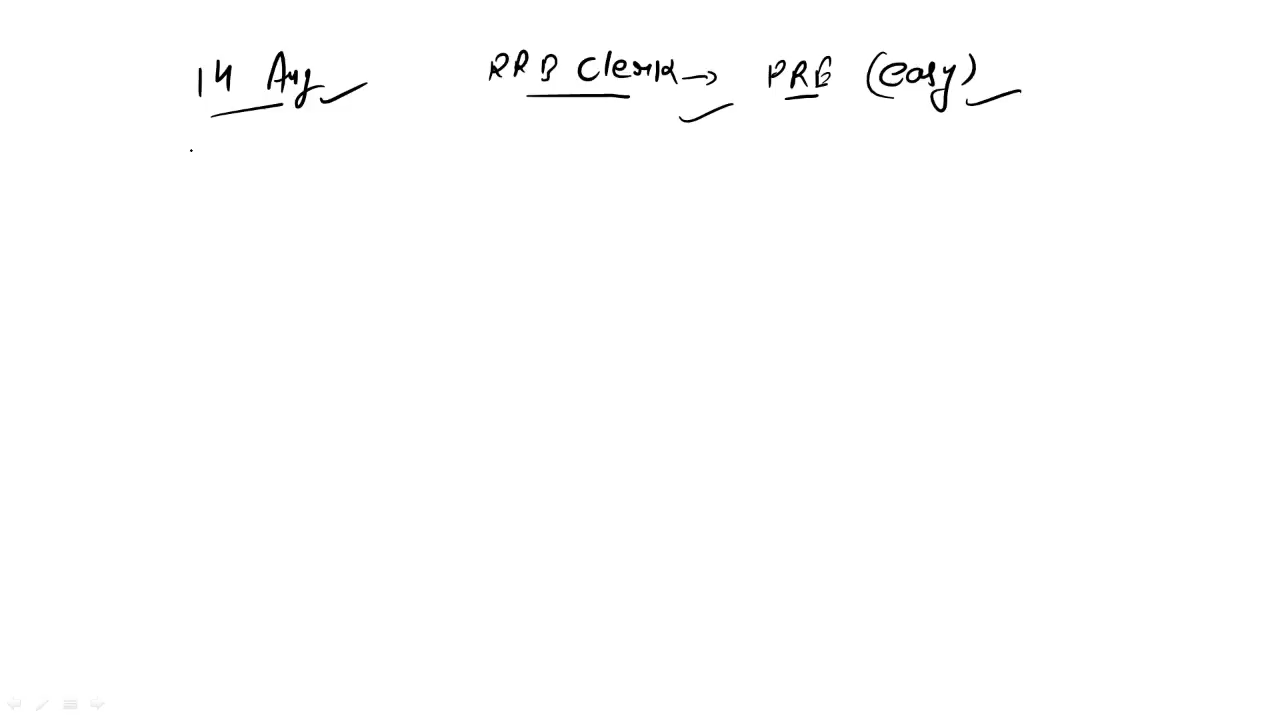 14 Aug RRB Clerk → PRE (easy)